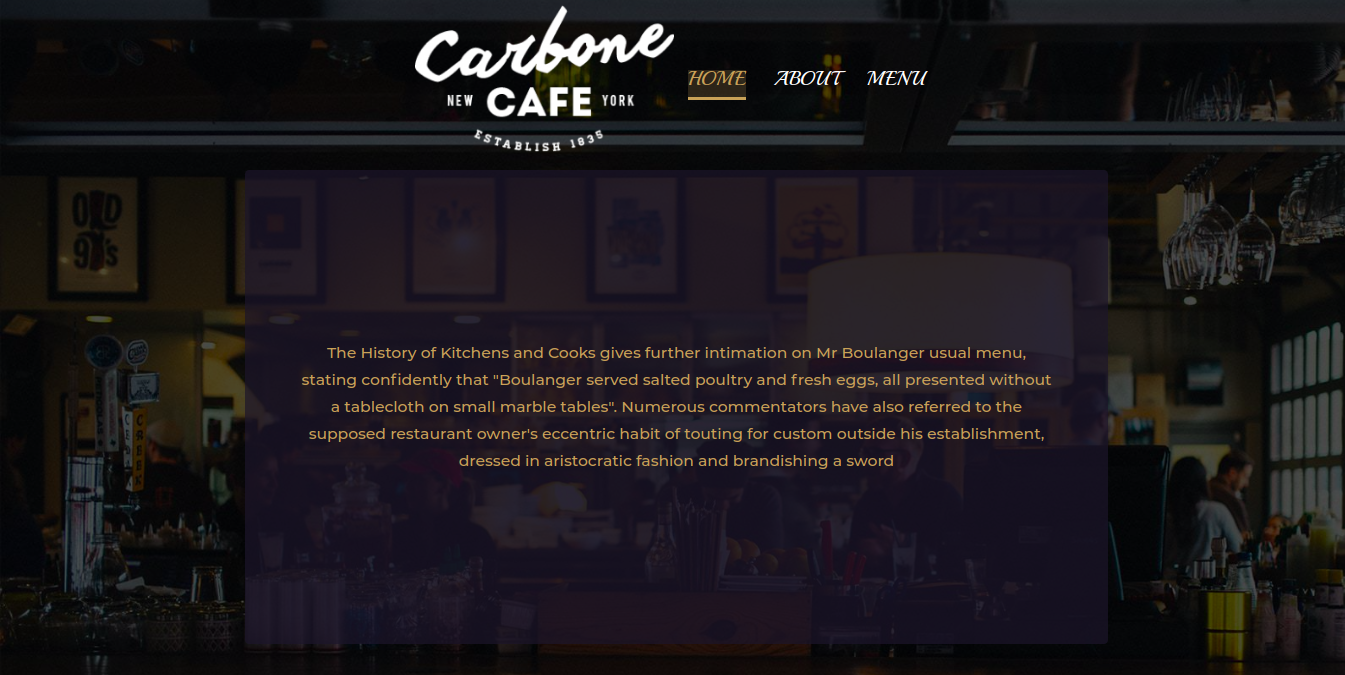 Carbone
NEW CAFE YORK
ESTABLISH 1835
HOME ABOUT MENU
OLD
The History of Kitchens and Cooks gives further intimation on Mr Boulanger usual menu,
stating confidently that "Boulanger served salted poultry and fresh eggs, all presented without
a tablecloth on small marble tables". Numerous commentators have also referred to the
supposed restaurant owner's eccentric habit of touting for custom outside his establishment,
dressed in aristocratic fashion and brandishing a sword